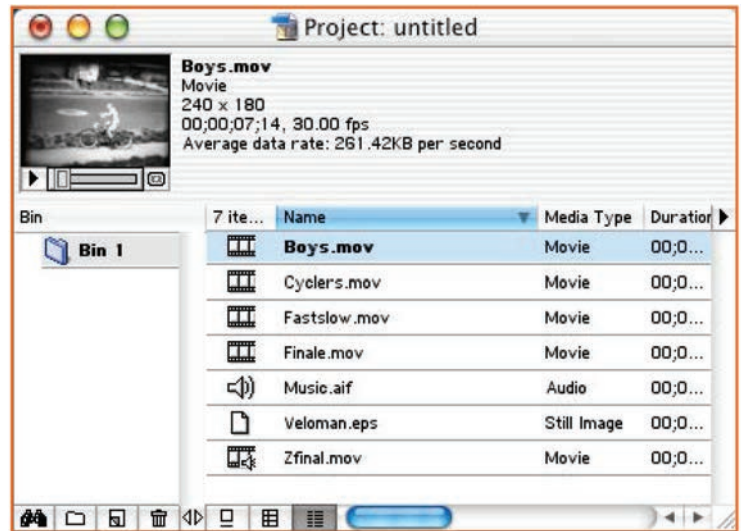 Project: untitled
Boys.mov
Movie
240 x 180
00;00;07;14, 30.00 fps
Average data rate: 261.42KB per second
Bin 7 ite... Name Media Type Duration
Bin 1 Boys.mov Movie 00;0...
Cyclers.mov Movie 00;0...
Fastslow.mov Movie 00;0...
Finale.mov Movie 00;0...
Music.aif Audio 00;0...
Veloman.eps Still Image 00;0...
Zfinal.mov Movie 00;0...